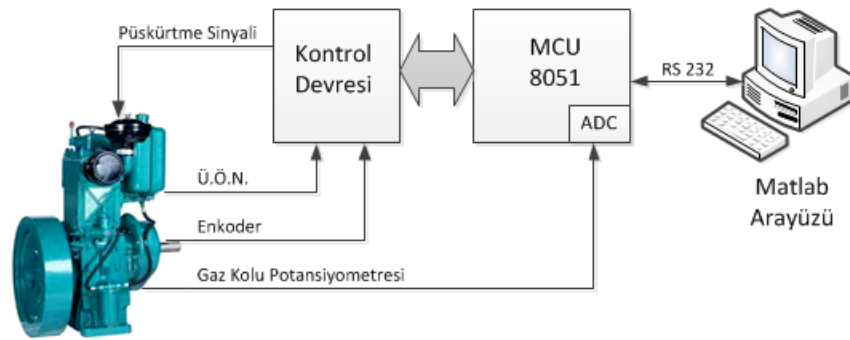 Püskürtme Sinyali
Kontrol
Devresi
MCU
8051
ADC
RS 232
Ü.Ö.N.
Enkoder
Gaz Kolu Potansiyometresi
Matlab
Arayüzü